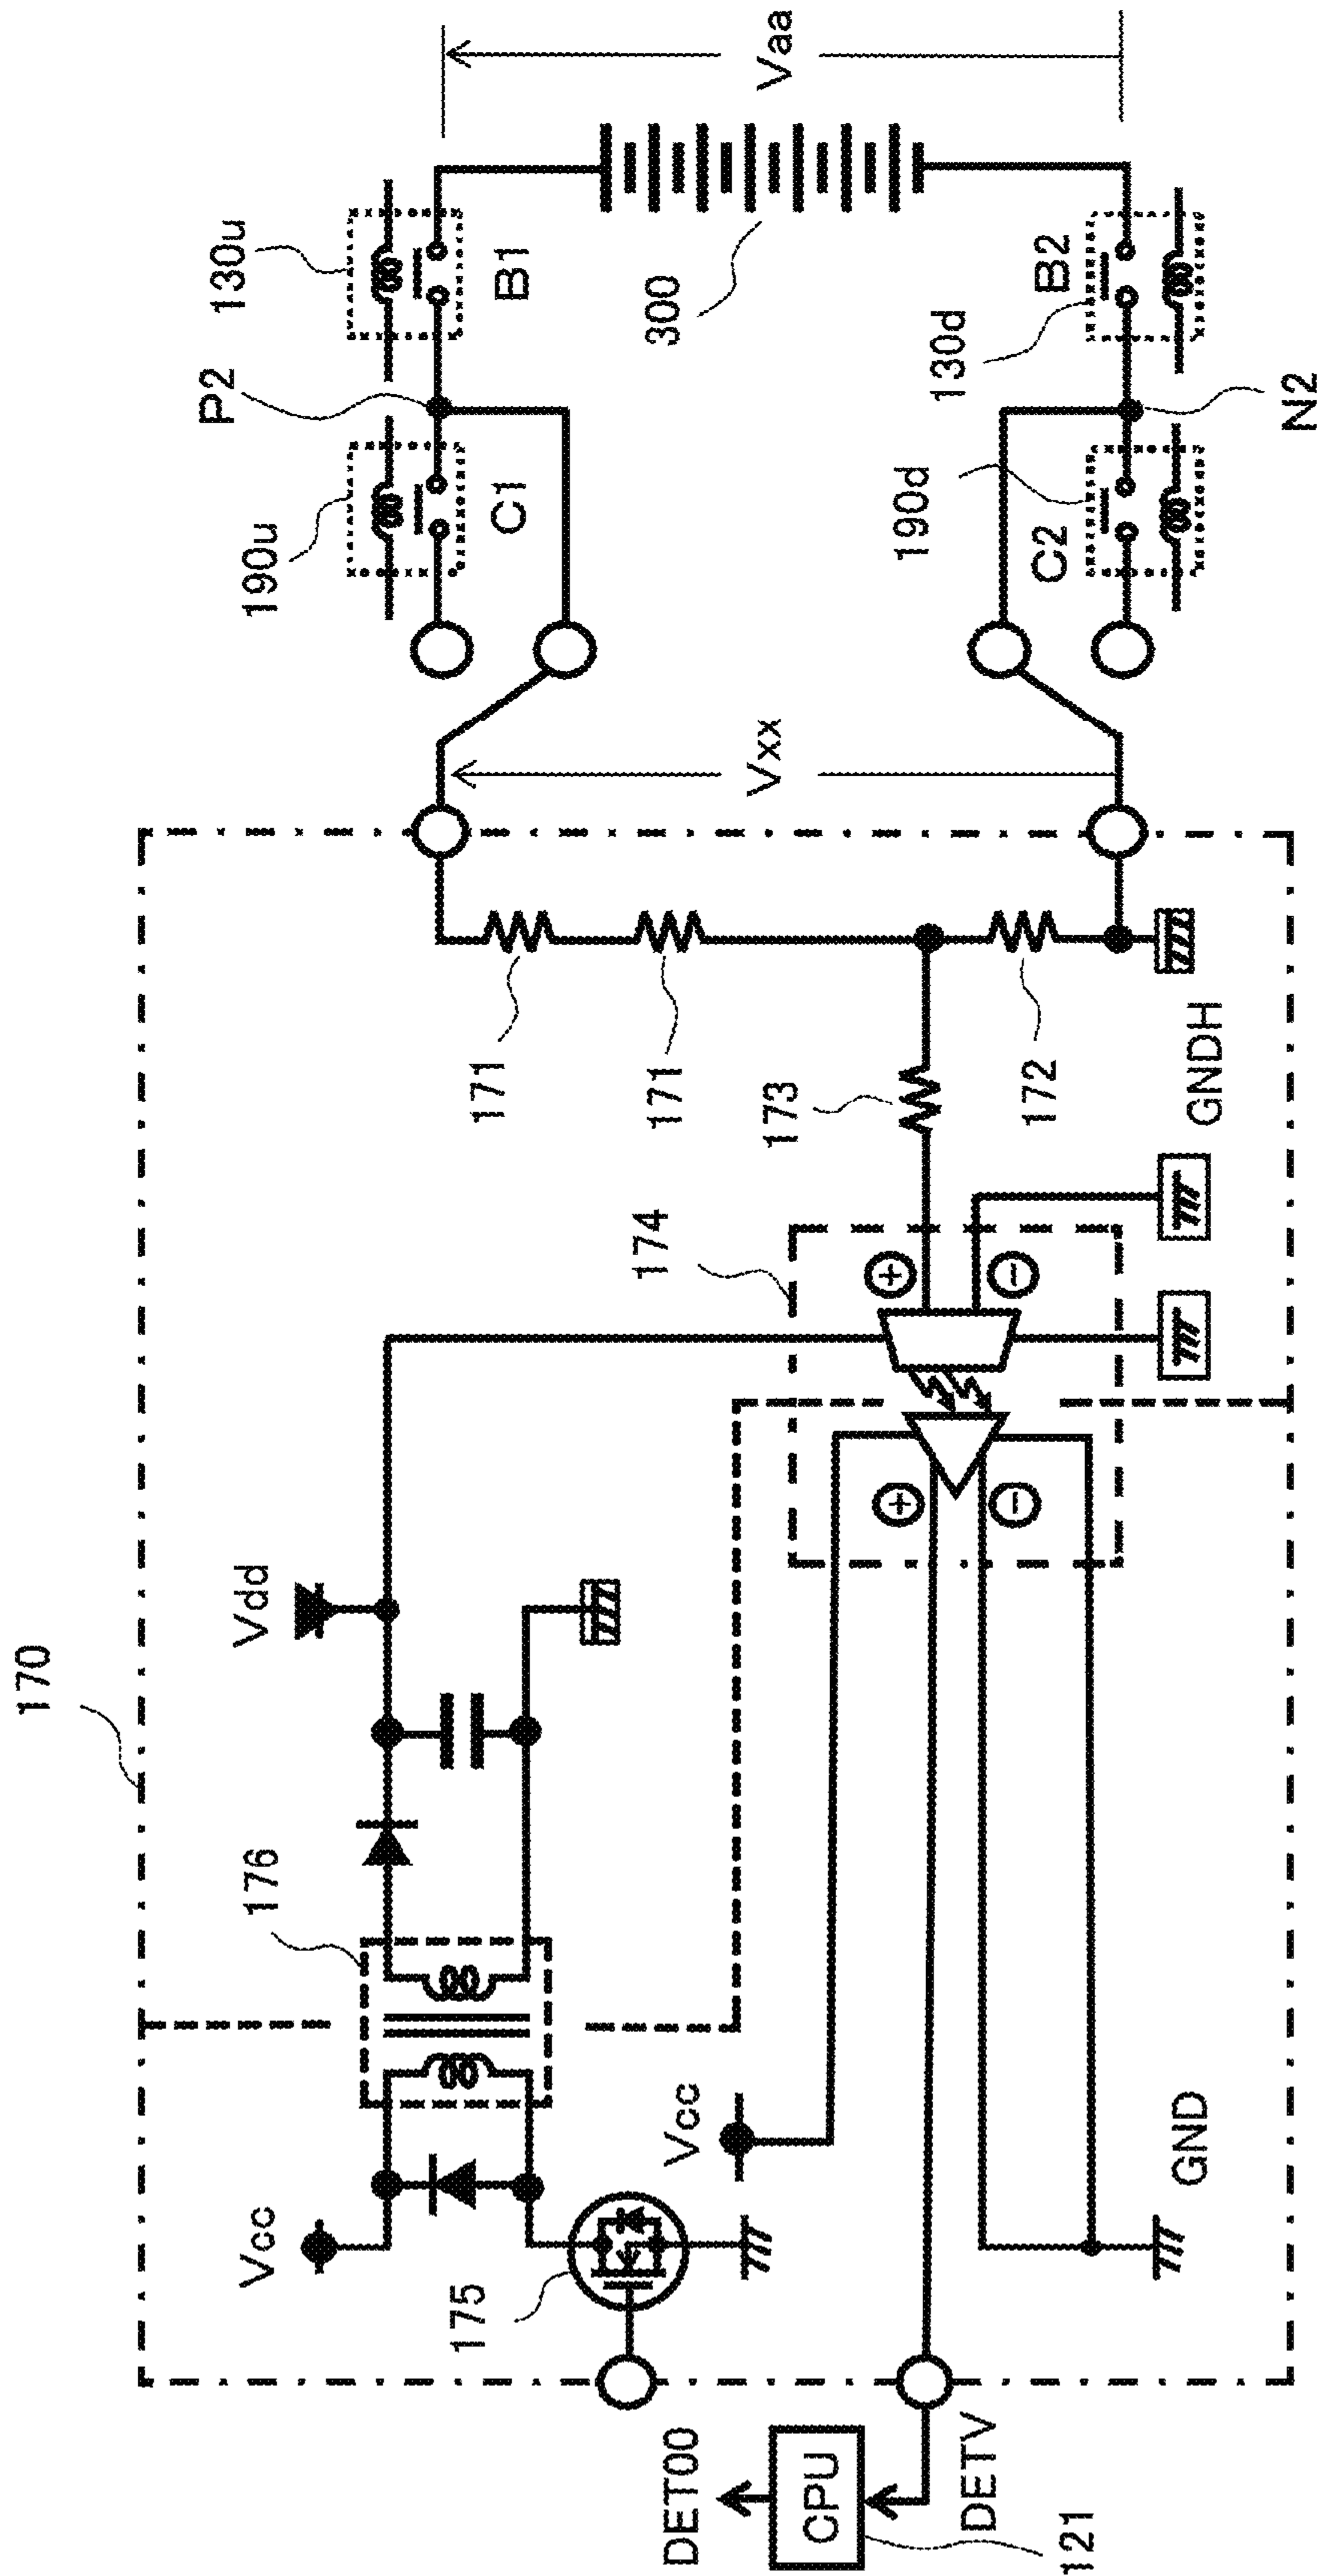 170
Vcc
176
Vdd
175
Vcc
174
⊕
⊖
⊕
⊖
173
171
171
172
GND
GNDH
DET00
CPU
DETV
121
Vxx
190u
C1
P2
130u
B1
300
Vaa
190d
C2
130d
B2
N2